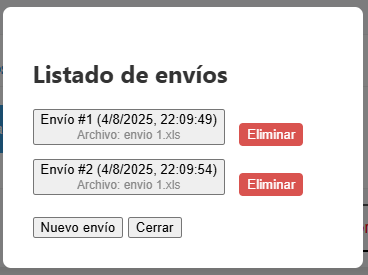 Listado de envíos
Envío #1 (4/8/2025, 22:09:49)
Archivo: envio 1.xls
Eliminar
Envío #2 (4/8/2025, 22:09:54)
Archivo: envio 1.xls
Eliminar
Nuevo envío
Cerrar